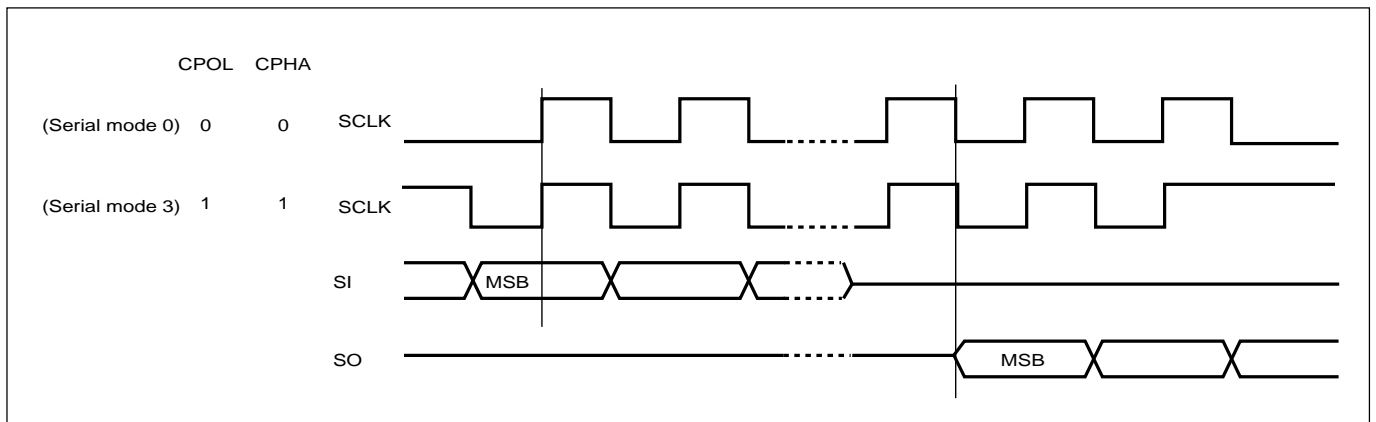 CPOL CPHA
(Serial mode 0) 0 0 SCLK
(Serial mode 3) 1 1 SCLK
SI MSB
SO MSB